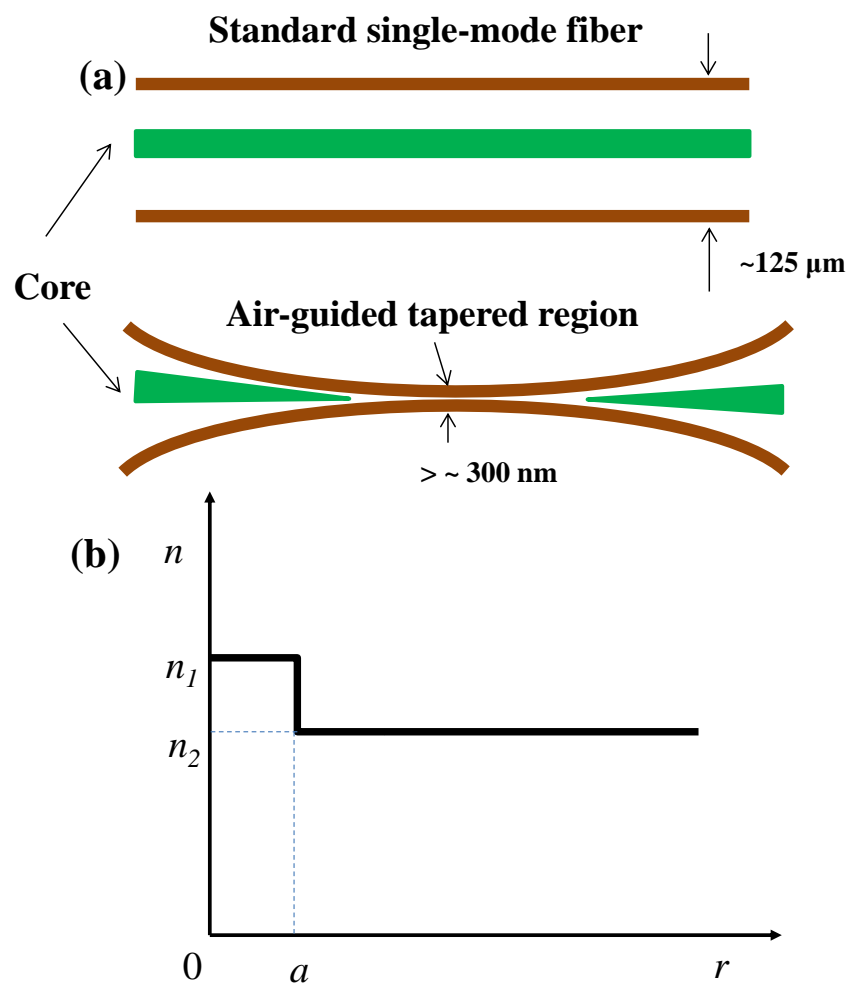 Standard single-mode fiber
(a)
~125 µm
Core
Air-guided tapered region
> ~ 300 nm
(b)
n
n1
n2
0
a
r